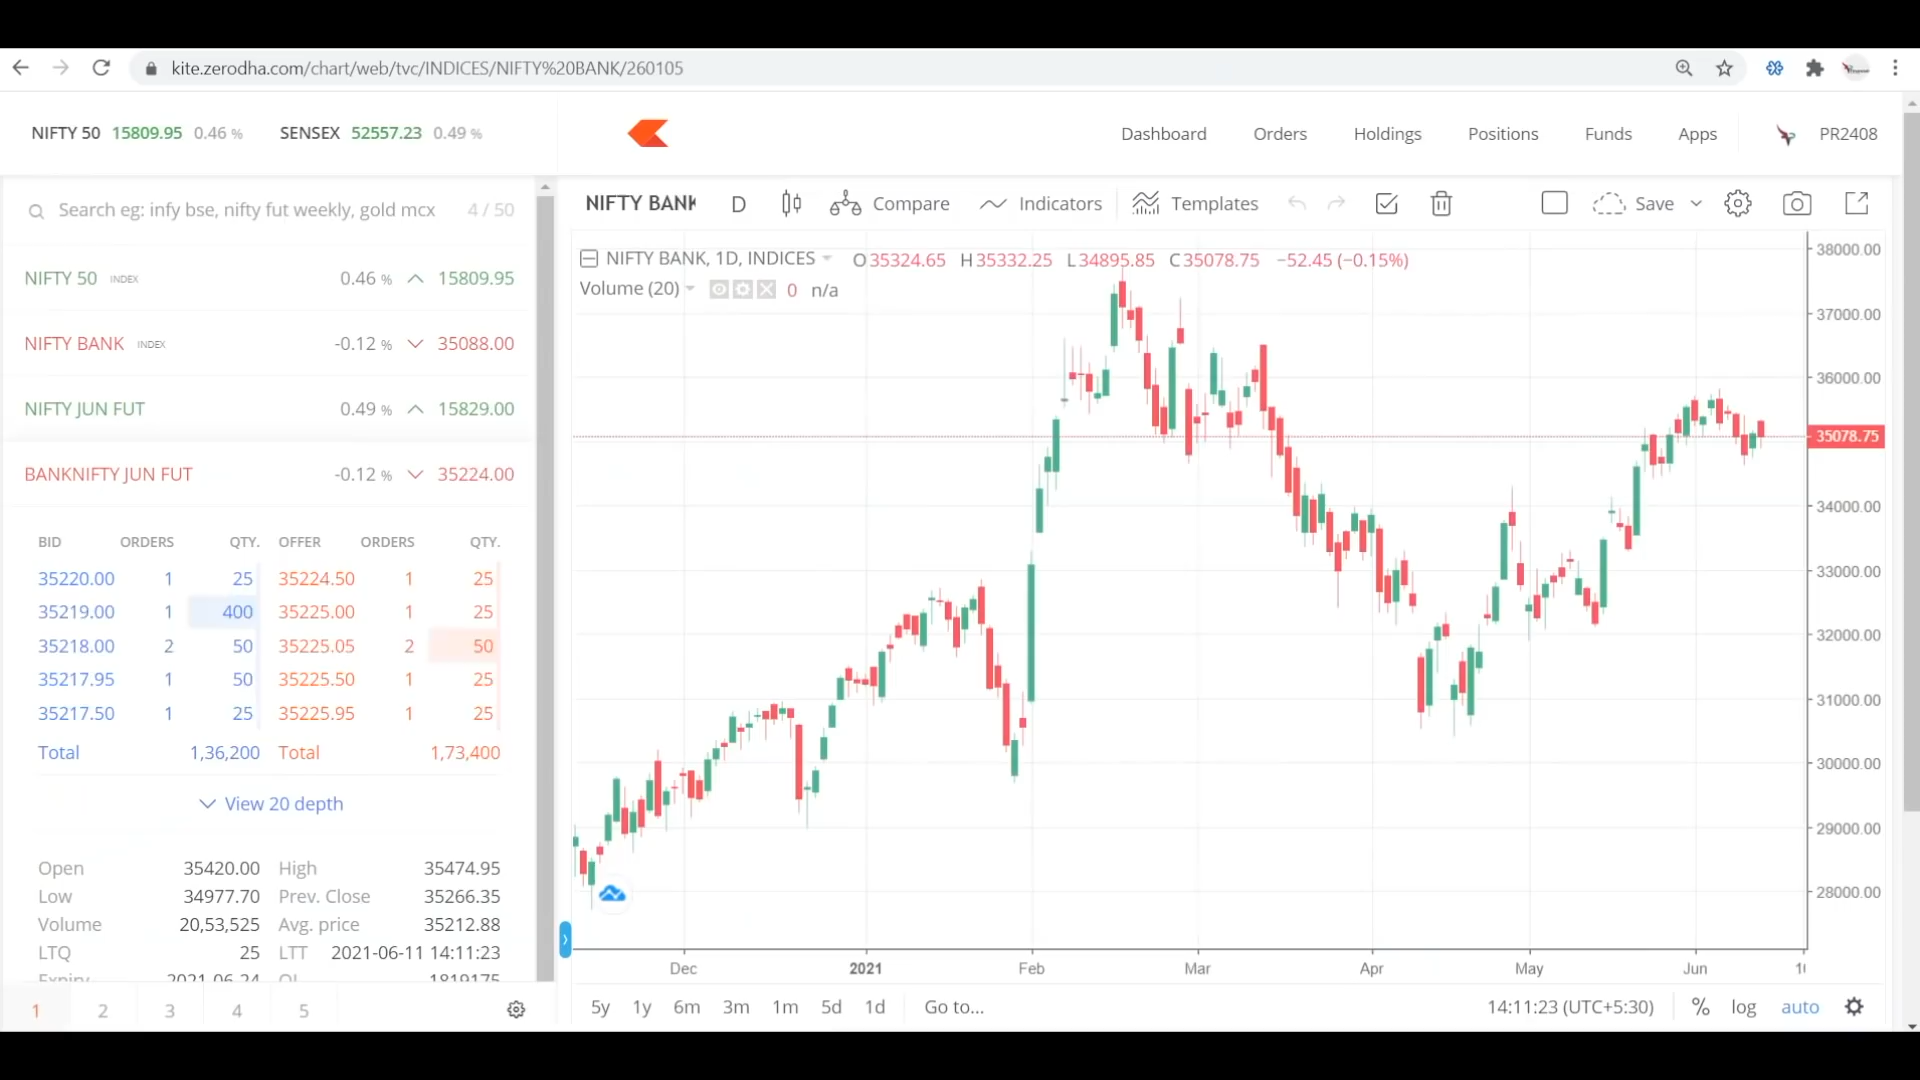 kite.zerodha.com/chart/web/tvc/INDICES/NIFTY%20BANK/260105
NIFTY 50 15809.95 0.46 % SENSEX 52557.23 0.49 %
Dashboard Orders Holdings Positions Funds Apps PR2408
Search eg: infy bse, nifty fut weekly, gold mcx 4 / 50
NIFTY BANK D Compare Indicators Templates Save
NIFTY 50 INDEX 0.46 % 15809.95
NIFTY BANK INDEX -0.12 % 35088.00
NIFTY JUN FUT 0.49 % 15829.00
BANKNIFTY JUN FUT -0.12 % 35224.00
BID ORDERS QTY. OFFER ORDERS QTY.
35220.00 1 25 35224.50 1 25
35219.00 1 400 35225.00 1 25
35218.00 2 50 35225.05 2 50
35217.95 1 50 35225.50 1 25
35217.50 1 25 35225.95 1 25
Total 1,36,200 Total 1,73,400
View 20 depth
Open 35420.00 High 35474.95
Low 34977.70 Prev. Close 35266.35
Volume 20,53,525 Avg. price 35212.88
LTQ 25 LTT 2021-06-11 14:11:23
Expiry 2021-06-24 OI 1819175
1 2 3 4 5
NIFTY BANK, 1D, INDICES O35324.65 H35332.25 L34895.85 C35078.75 −52.45 (−0.15%)
Volume (20) 0 n/a
38000.00
37000.00
36000.00
35078.75
34000.00
33000.00
32000.00
31000.00
30000.00
29000.00
28000.00
Dec 2021 Feb Mar Apr May Jun
5y 1y 6m 3m 1m 5d 1d Go to... 14:11:23 (UTC+5:30) % log auto